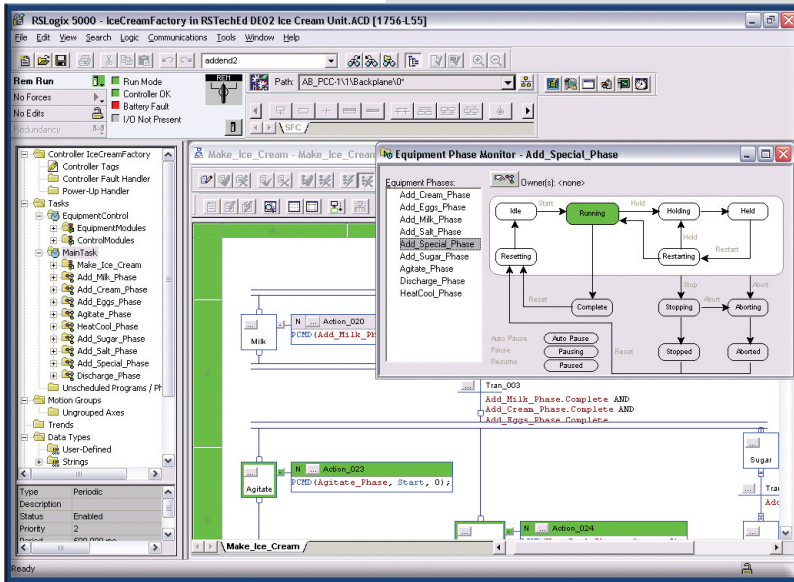 RSLogix 5000 - IceCreamFactory in RSTechEd DE02 Ice Cream Unit.ACD [1756-L55]
File Edit View Search Logic Communications Tools Window Help
addend2
Rem Run
No Forces
No Edits
Redundancy
Run Mode
Controller OK
Battery Fault
I/O Not Present
REM
Path: AB_PCC-1\1\Backplane\0*
SFC
Controller IceCreamFactory
Controller Tags
Controller Fault Handler
Power-Up Handler
Tasks
EquipmentControl
EquipmentModules
ControlModules
MainTask
Make_Ice_Cream
Add_Milk_Phase
Add_Cream_Phase
Add_Eggs_Phase
Agitate_Phase
HeatCool_Phase
Add_Sugar_Phase
Add_Salt_Phase
Add_Special_Phase
Discharge_Phase
Unscheduled Programs / Ph
Motion Groups
Ungrouped Axes
Trends
Data Types
User-Defined
Strings
Type Periodic
Description
Status Enabled
Priority 2
Make_Ice_Cream - Make_Ice_Cream
Milk
N ... Action_020
PCMD(Add_Milk_Ph
Tran_003
Add_Milk_Phase.Complete AND
Add_Cream_Phase.Complete AND
Add_Eggs_Phase.Complete
Agitate
N ... Action_023
PCMD(Agitate_Phase, Start, 0);
Sugar
Tran
Add
N ... Action_024
Make_Ice_Cream
Equipment Phase Monitor - Add_Special_Phase
Equipment Phases:
Add_Cream_Phase
Add_Eggs_Phase
Add_Milk_Phase
Add_Salt_Phase
Add_Special_Phase
Add_Sugar_Phase
Agitate_Phase
Discharge_Phase
HeatCool_Phase
Owner(s): <none>
Idle
Start
Running
Hold
Holding
Held
Hold
Resetting
Restarting
Restart
Stop
Abort
Reset
Complete
Stopping
Abort
Aborting
Auto Pause
Pause
Resume
Auto Pause
Pausing
Paused
Reset
Stopped
Aborted
Ready